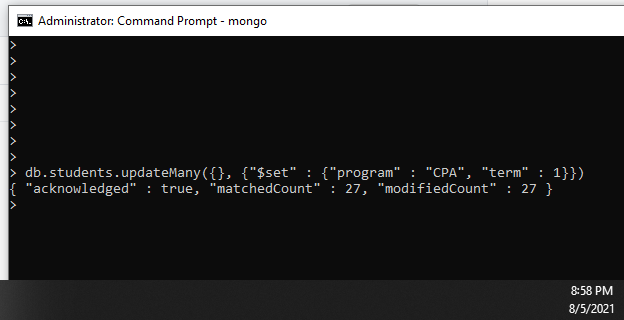 Administrator: Command Prompt - mongo
>
>
>
>
>
>
>
>
> db.students.updateMany({}, {"$set" : {"program" : "CPA", "term" : 1}})
{ "acknowledged" : true, "matchedCount" : 27, "modifiedCount" : 27 }
>
8:58 PM
8/5/2021